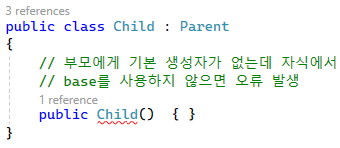 3 references
public class Child : Parent
{
// 부모에게 기본 생성자가 없는데 자식에서
// base를 사용하지 않으면 오류 발생
1 reference
public Child() { }
}